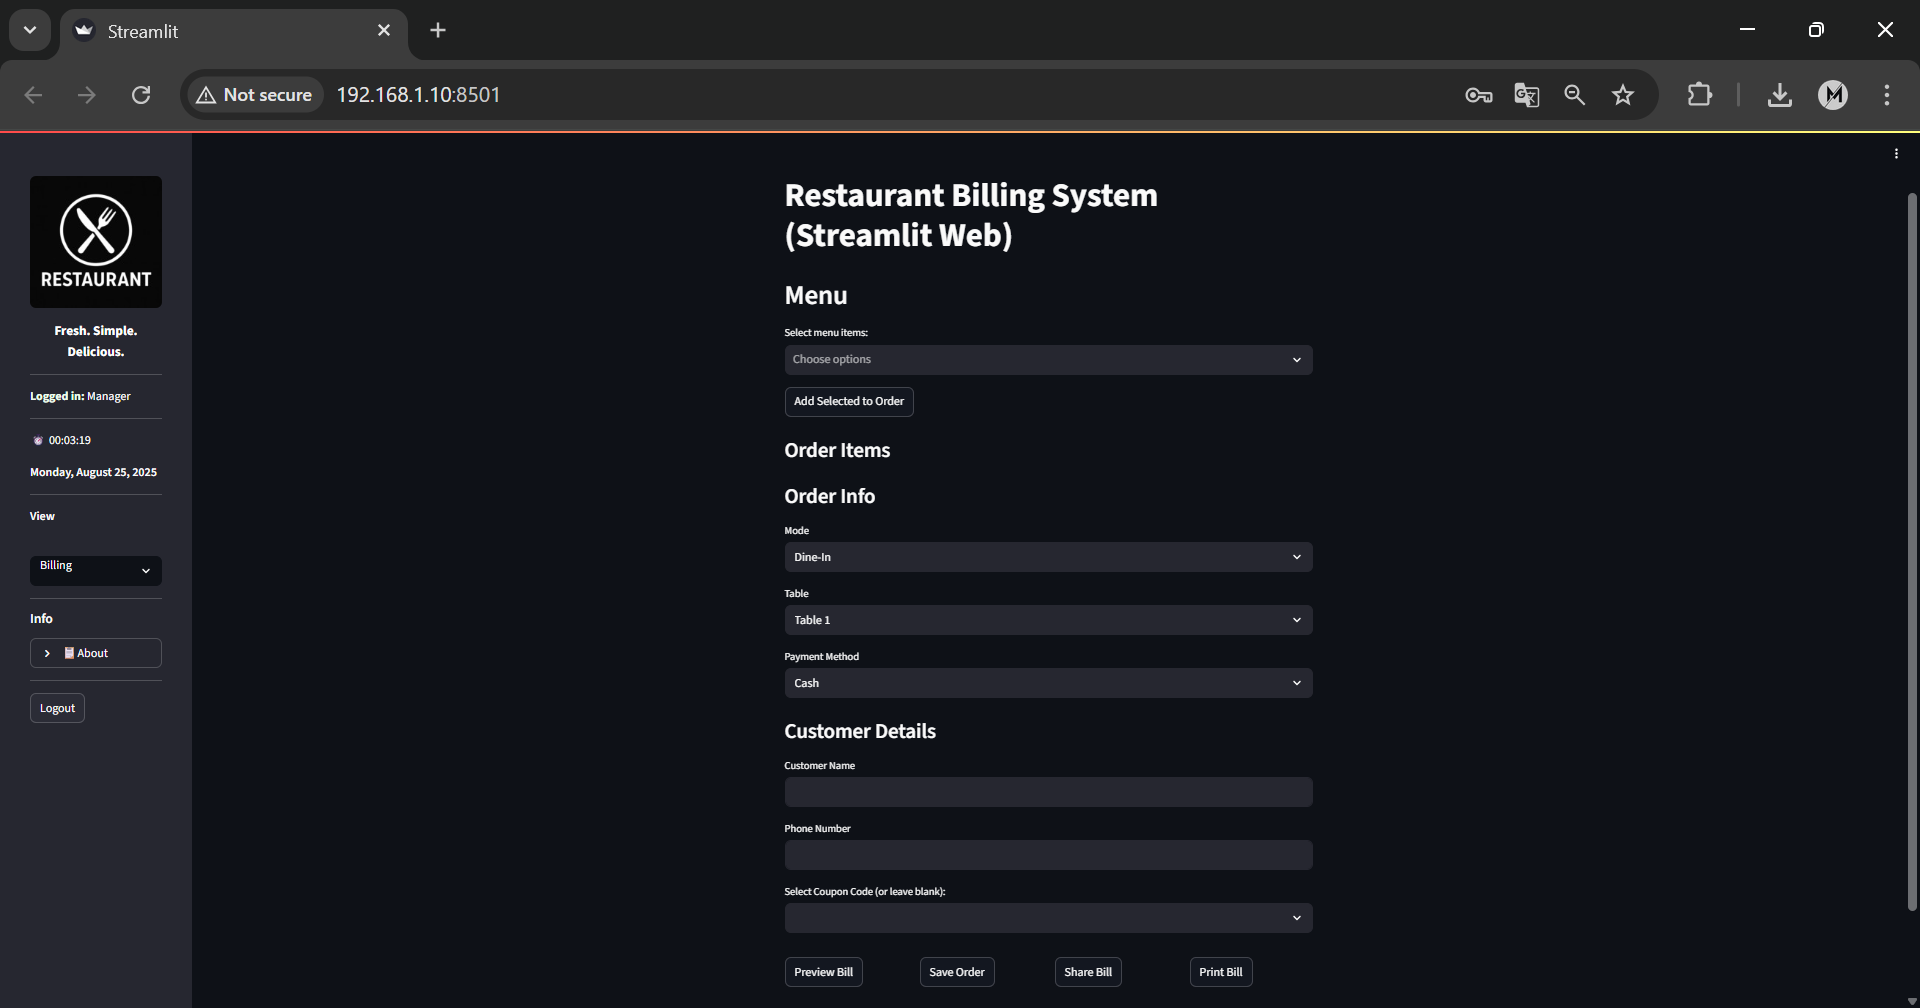 Streamlit
Not secure
192.168.1.10:8501
RESTAURANT
Fresh. Simple.
Delicious.
Logged in: Manager
00:03:19
Monday, August 25, 2025
View
Billing
Info
About
Logout
Restaurant Billing System
(Streamlit Web)
Menu
Select menu items:
Choose options
Add Selected to Order
Order Items
Order Info
Mode
Dine-In
Table
Table 1
Payment Method
Cash
Customer Details
Customer Name
Phone Number
Select Coupon Code (or leave blank):
Preview Bill
Save Order
Share Bill
Print Bill